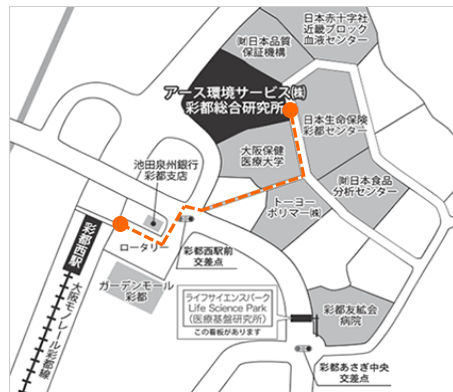 日本赤十字社
近畿ブロック
血液センター
㈶日本品質
保証機構
アース環境サービス㈱
彩都総合研究所
日本生命保険
彩都センター
大阪保健
医療大学
池田泉州銀行
彩都支店
㈶日本食品
分析センター
トーヨー
ポリマー㈱
彩都西駅
ロータリー
彩都西駅前
交差点
ガーデンモール
彩都
大阪モノレール彩都線
ライフサイエンスパーク
Life Science Park
(医療基盤研究所)
この看板があります
彩都友紘会
病院
彩都あさぎ中央
交差点